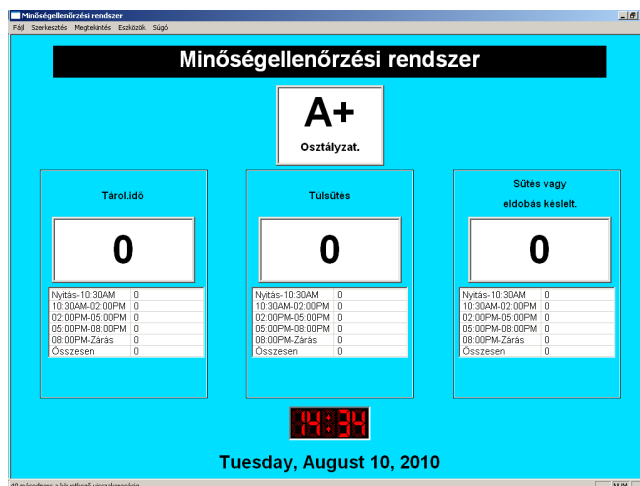 Minőségellenőrzési rendszer
Fájl Szerkesztés Megtekintés Eszközök Súgó
Minőségellenőrzési rendszer
A+
Osztályzat.
Tárol.idő
0
Nyitás-10:30AM 0
10:30AM-02:00PM 0
02:00PM-05:00PM 0
05:00PM-08:00PM 0
08:00PM-Zárás 0
Összesen 0
Túlsűtés
0
Nyitás-10:30AM 0
10:30AM-02:00PM 0
02:00PM-05:00PM 0
05:00PM-08:00PM 0
08:00PM-Zárás 0
Összesen 0
Sűtés vagy
eldobás késlelt.
0
Nyitás-10:30AM 0
10:30AM-02:00PM 0
02:00PM-05:00PM 0
05:00PM-08:00PM 0
08:00PM-Zárás 0
Összesen 0
14:34
Tuesday, August 10, 2010
NUM